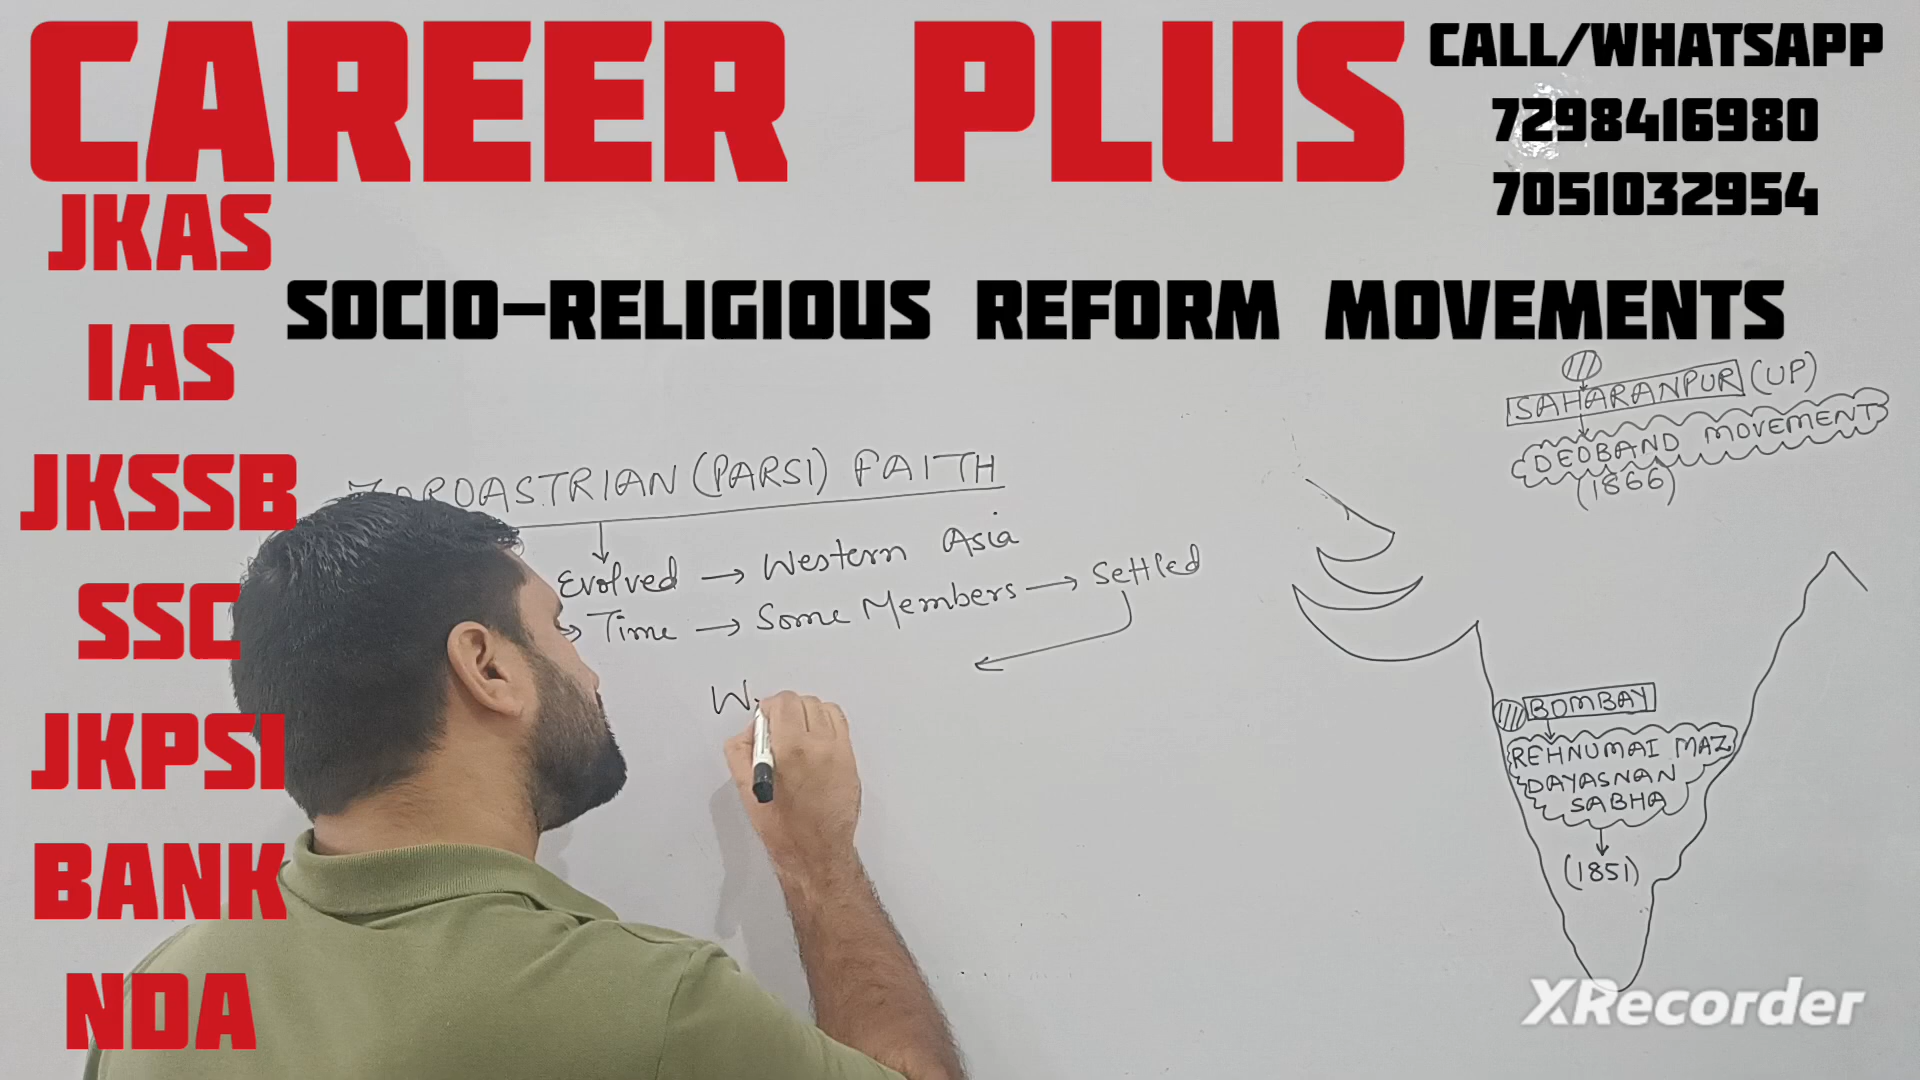 CAREER PLUS
CALL/WHATSAPP
7298416980
7051032954
JKAS
IAS
JKSSB
SSC
JKPSI
BANK
NDA
SOCIO-RELIGIOUS REFORM MOVEMENTS
ZOROASTRIAN (PARSI) FAITH
Evolved → Western Asia
→ Time → Some Members → Settled
W
SAHARANPUR (UP)
DEOBAND MOVEMENT
(1866)
BOMBAY
REHNUMAI MAZ
DAYASNAN
SABHA
(1851)
XRecorder